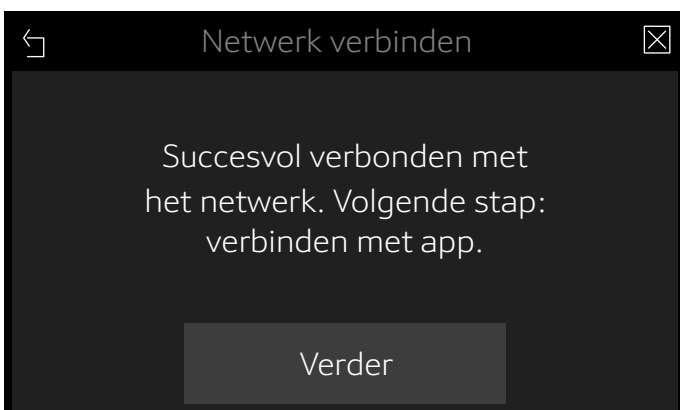 Netwerk verbinden
Succesvol verbonden met
het netwerk. Volgende stap:
verbinden met app.
Verder